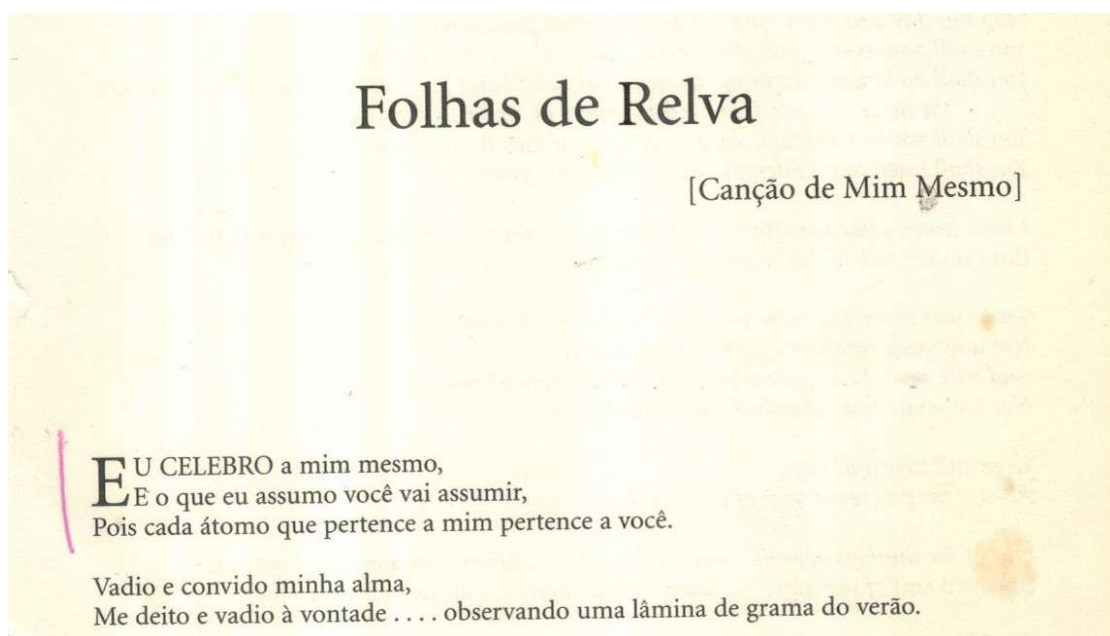 Folhas de Relva
[Canção de Mim Mesmo]
EU CELEBRO a mim mesmo,
E o que eu assumo você vai assumir,
Pois cada átomo que pertence a mim pertence a você.
Vadio e convido minha alma,
Me deito e vadio à vontade . . . . observando uma lâmina de grama do verão.